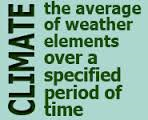 CLIMATE
the average
of weather
elements
over a
specified
period of
time